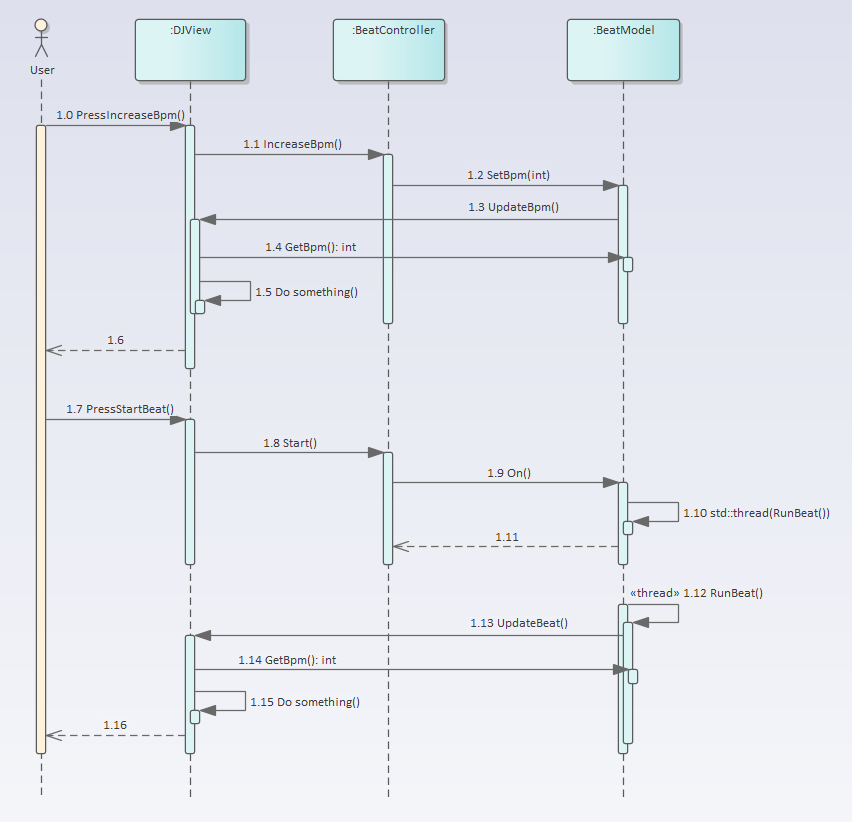 :DJView
:BeatController
:BeatModel
User
1.0 PressIncreaseBpm()
1.1 IncreaseBpm()
1.2 SetBpm(int)
1.3 UpdateBpm()
1.4 GetBpm(): int
1.5 Do something()
1.6
1.7 PressStartBeat()
1.8 Start()
1.9 On()
1.10 std::thread(RunBeat())
1.11
«thread» 1.12 RunBeat()
1.13 UpdateBeat()
1.14 GetBpm(): int
1.15 Do something()
1.16